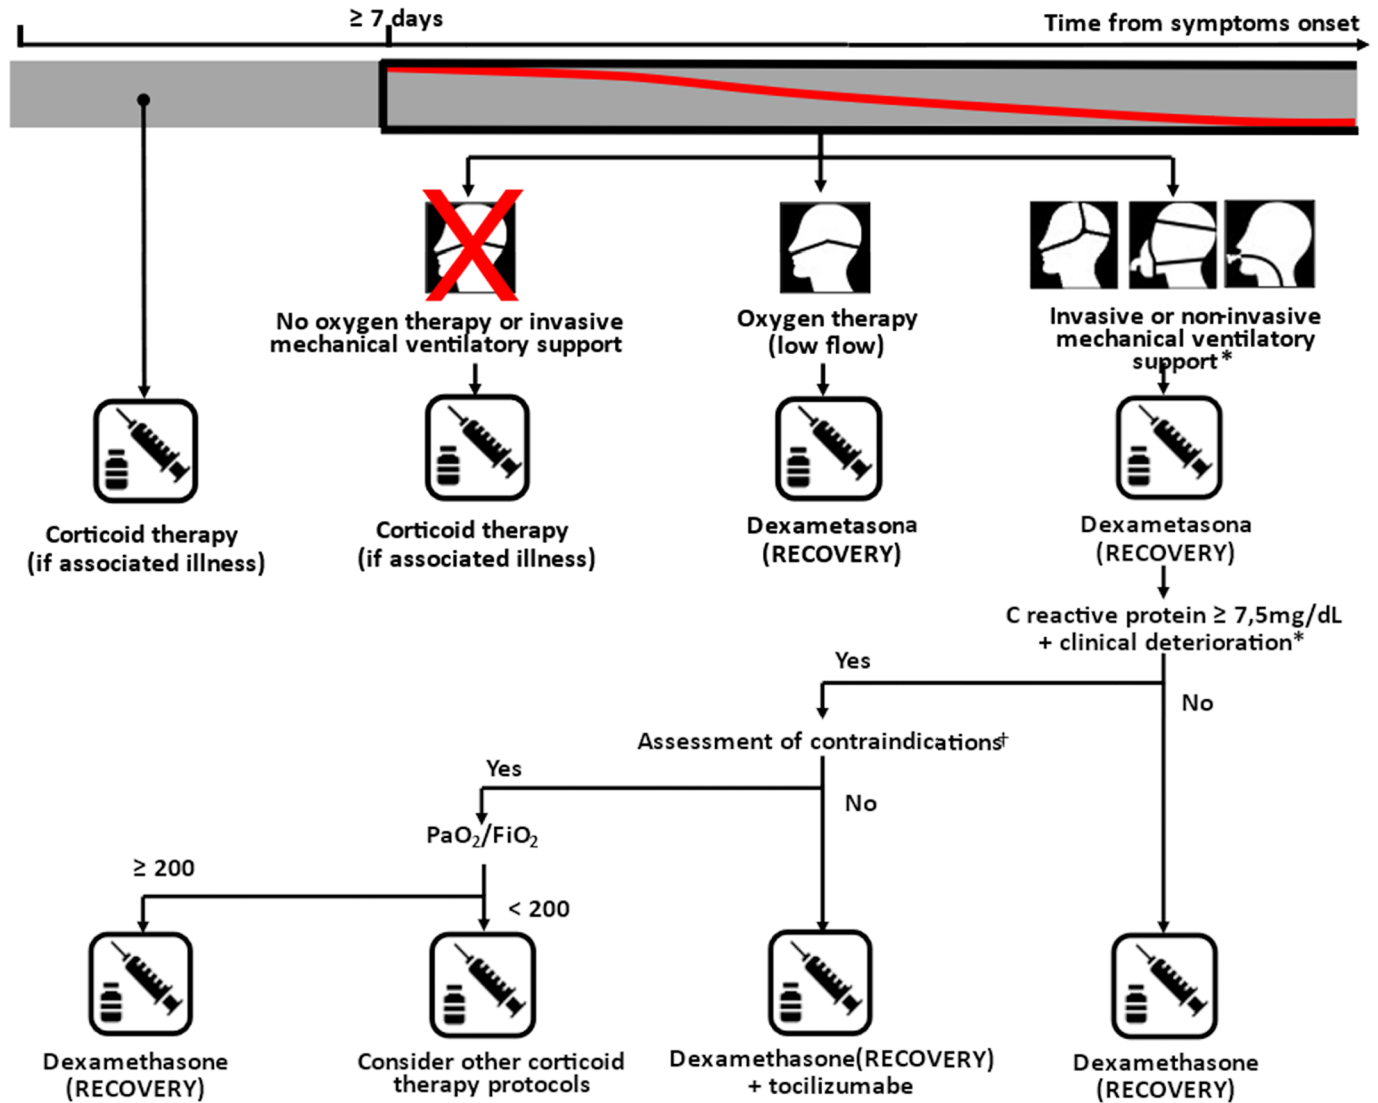 ≥ 7 days
Time from symptoms onset
No oxygen therapy or invasive
mechanical ventilatory support
Oxygen therapy
(low flow)
Invasive or non-invasive
mechanical ventilatory
support*
Corticoid therapy
(if associated illness)
Corticoid therapy
(if associated illness)
Dexametasona
(RECOVERY)
Dexametasona
(RECOVERY)
C reactive protein ≥ 7,5mg/dL
+ clinical deterioration*
Yes
No
Assessment of contraindications†
Yes
No
PaO₂/FiO₂
≥ 200
< 200
Dexamethasone
(RECOVERY)
Consider other corticoid
therapy protocols
Dexamethasone(RECOVERY)
+ tocilizumabe
Dexamethasone
(RECOVERY)